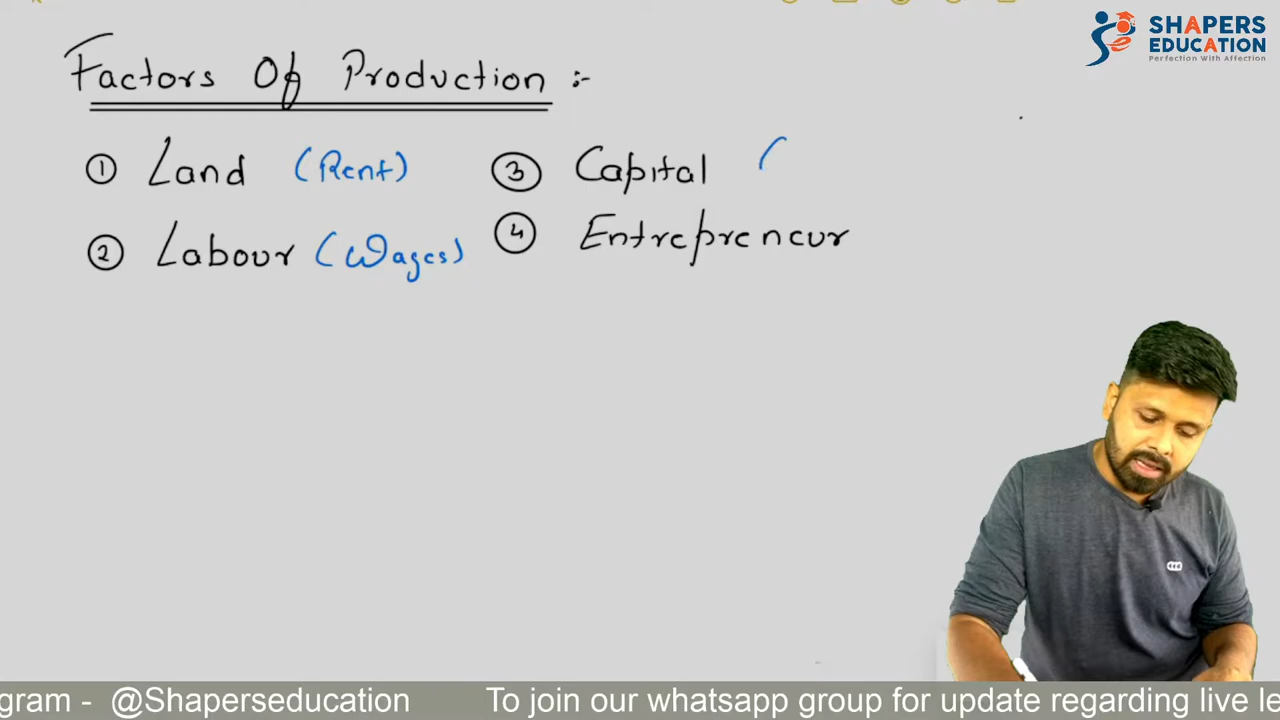 SHAPERS
EDUCATION
Perfection With Affection
Factors Of Production :-
① Land (Rent)
② Labour (Wages)
③ Capital (
④ Entrepreneur
gram - @Shaperseducation To join our whatsapp group for update regarding live le